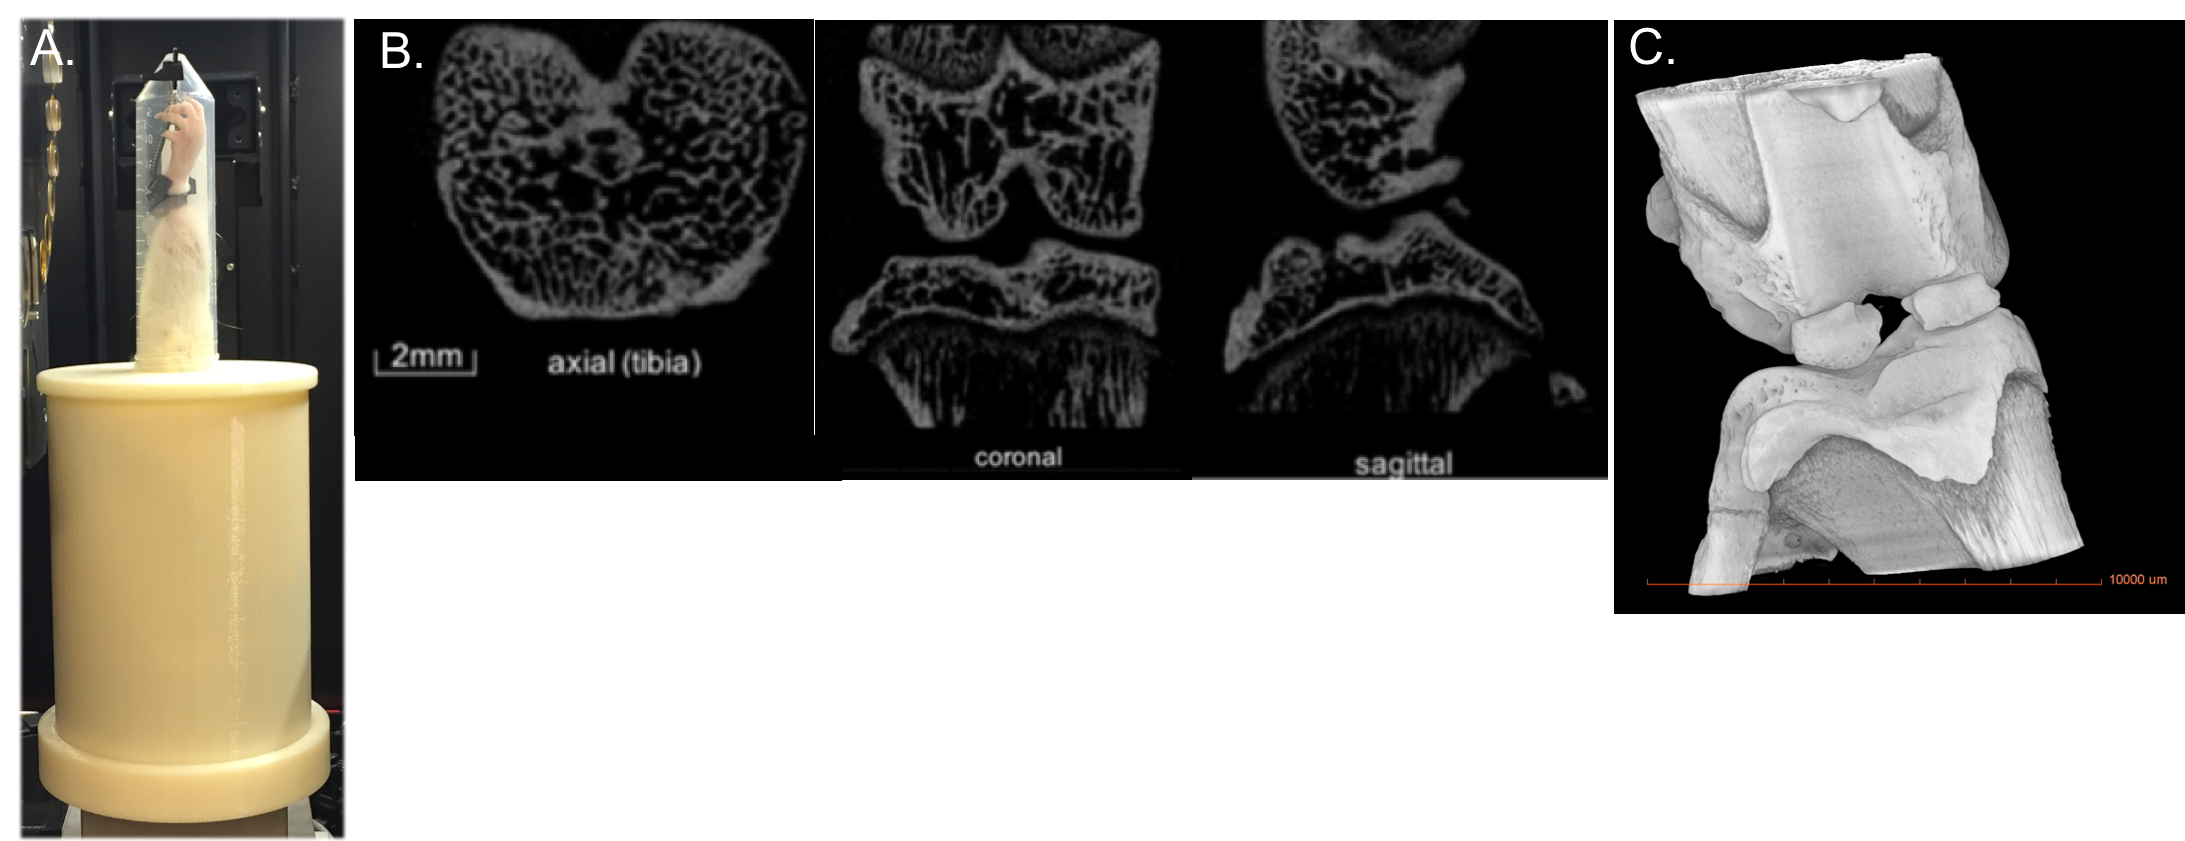 A.
B.
2mm
axial (tibia)
coronal
sagittal
C.
10000 um